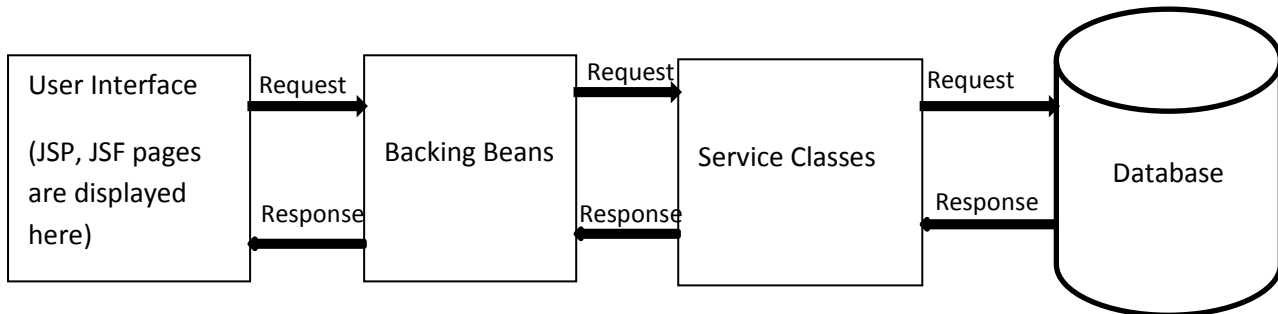 User Interface
(JSP, JSF pages
are displayed
here)
Request
Response
Backing Beans
Request
Response
Service Classes
Request
Response
Database